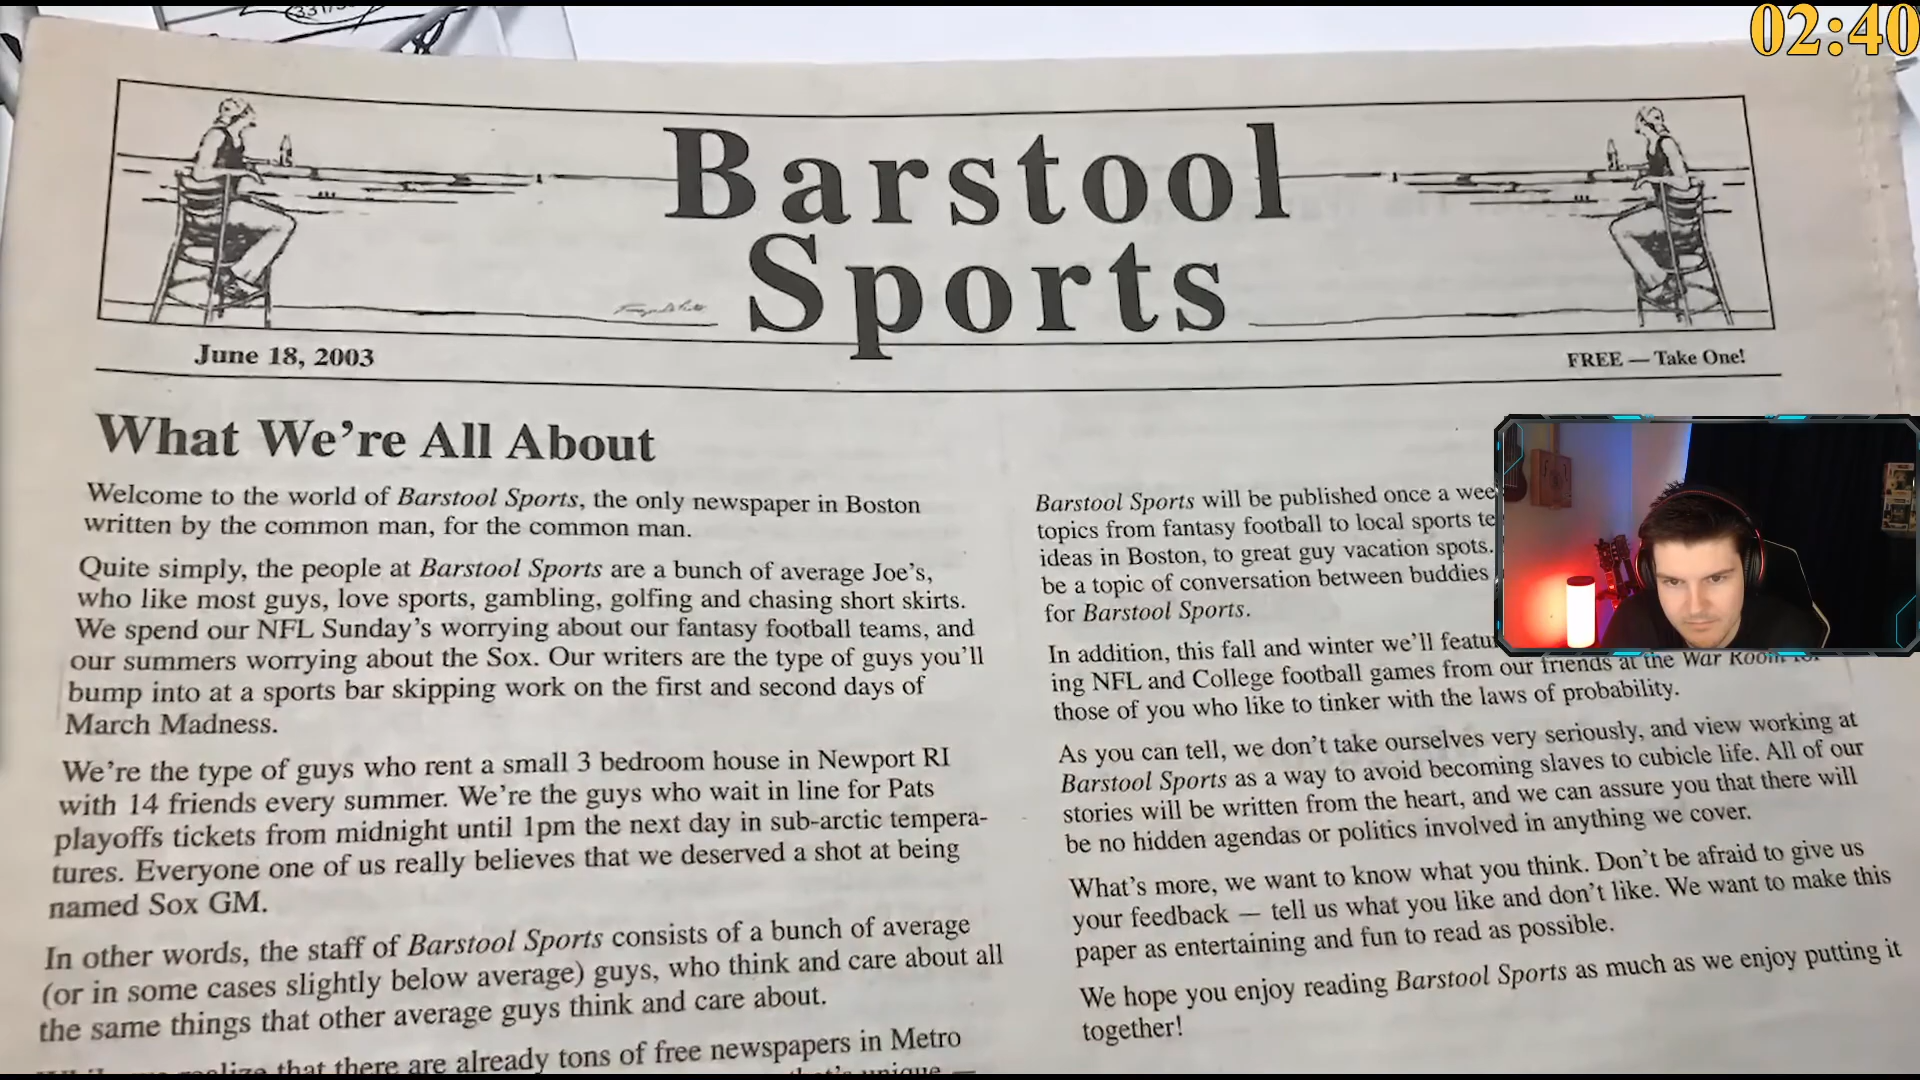 02:40
Barstool
Sports
June 18, 2003
FREE — Take One!
What We're All About
Welcome to the world of Barstool Sports, the only newspaper in Boston
written by the common man, for the common man.
Quite simply, the people at Barstool Sports are a bunch of average Joe's,
who like most guys, love sports, gambling, golfing and chasing short skirts.
We spend our NFL Sunday's worrying about our fantasy football teams, and
our summers worrying about the Sox. Our writers are the type of guys you'll
bump into at a sports bar skipping work on the first and second days of
March Madness.
We're the type of guys who rent a small 3 bedroom house in Newport RI
with 14 friends every summer. We're the guys who wait in line for Pats
playoffs tickets from midnight until 1pm the next day in sub-arctic tempera-
tures. Everyone one of us really believes that we deserved a shot at being
named Sox GM.
In other words, the staff of Barstool Sports consists of a bunch of average
(or in some cases slightly below average) guys, who think and care about all
the same things that other average guys think and care about.
that there are already tons of free newspapers in Metro
Barstool Sports will be published once a
topics from fantasy football to local sports
ideas in Boston, to great guy vacation spots.
be a topic of conversation between buddies
for Barstool Sports.
In addition, this fall and winter we'll
ing NFL and College football games from our friends at the War Room for
those of you who like to tinker with the laws of probability.
As you can tell, we don't take ourselves very seriously, and view working at
Barstool Sports as a way to avoid becoming slaves to cubicle life. All of our
stories will be written from the heart, and we can assure you that there will
be no hidden agendas or politics involved in anything we cover.
What's more, we want to know what you think. Don't be afraid to give us
your feedback — tell us what you like and don't like. We want to make this
paper as entertaining and fun to read as possible.
We hope you enjoy reading Barstool Sports as much as we enjoy putting it
together!